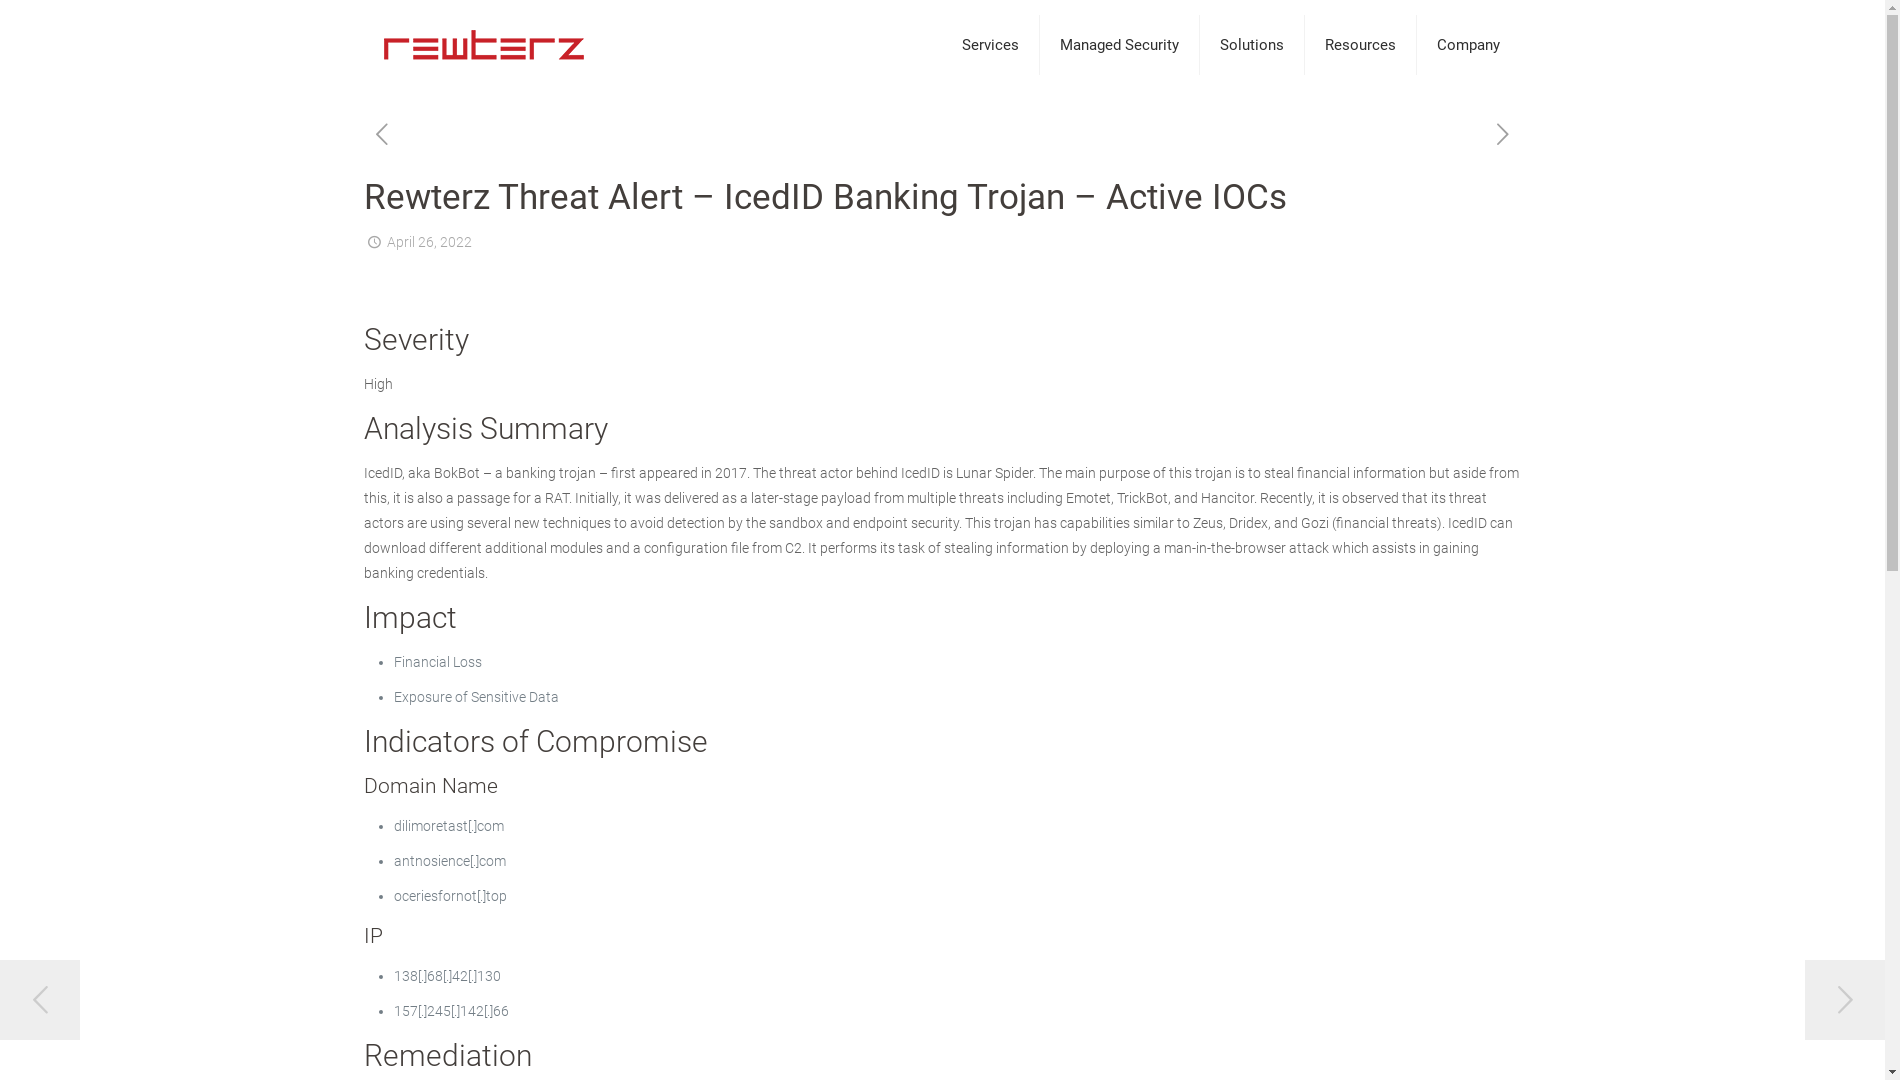 rewterz
Services
Managed Security
Solutions
Resources
Company
Rewterz Threat Alert – IcedID Banking Trojan – Active IOCs
April 26, 2022
Severity
High
Analysis Summary
IcedID, aka BokBot – a banking trojan – first appeared in 2017. The threat actor behind IcedID is Lunar Spider. The main purpose of this trojan is to steal financial information but aside from
this, it is also a passage for a RAT. Initially, it was delivered as a later-stage payload from multiple threats including Emotet, TrickBot, and Hancitor. Recently, it is observed that its threat
actors are using several new techniques to avoid detection by the sandbox and endpoint security. This trojan has capabilities similar to Zeus, Dridex, and Gozi (financial threats). IcedID can
download different additional modules and a configuration file from C2. It performs its task of stealing information by deploying a man-in-the-browser attack which assists in gaining
banking credentials.
Impact
• Financial Loss
• Exposure of Sensitive Data
Indicators of Compromise
Domain Name
• dilimoretast[.]com
• antnosience[.]com
• oceriesfornot[.]top
IP
• 138[.]68[.]42[.]130
• 157[.]245[.]142[.]66
Remediation